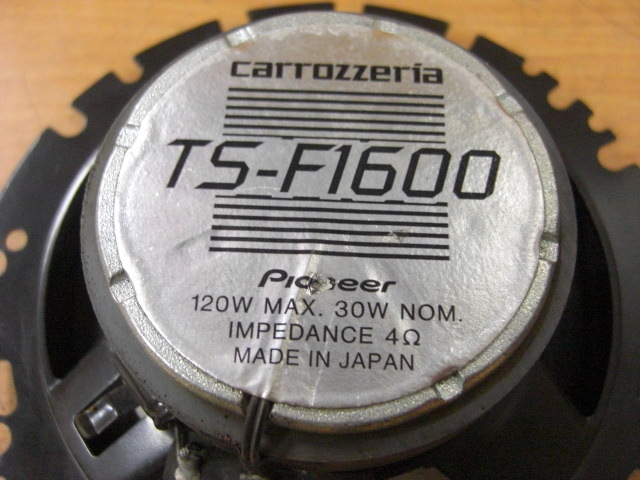 carrozzeria
TS-F1600
Pioneer
120W MAX. 30W NOM.
IMPEDANCE 4Ω
MADE IN JAPAN